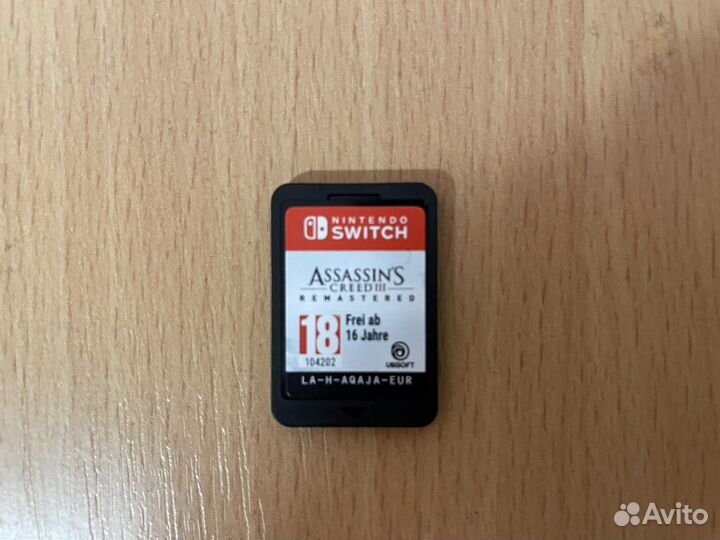 NINTENDO
SWITCH
ASSASSIN'S
CREED III
REMASTERED
18 Frei ab
16 Jahre
104202
UBISOFT
LA-H-AQAJA-EUR
Avito